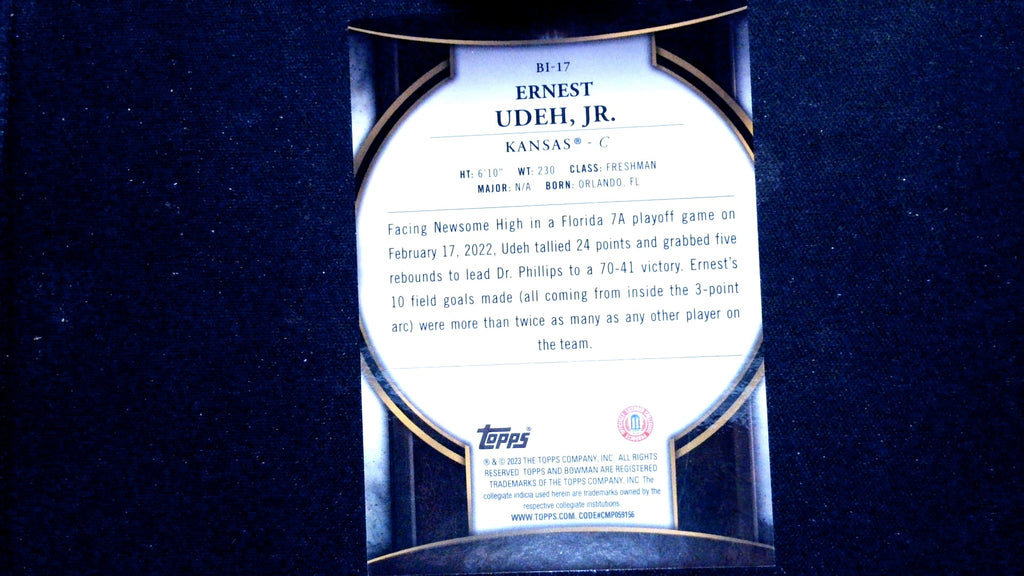 BI-17
ERNEST
UDEH, JR.
KANSAS® - C
HT: 6'10" WT: 230 CLASS: FRESHMAN
MAJOR: N/A BORN: ORLANDO, FL
Facing Newsome High in a Florida 7A playoff game on
February 17, 2022, Udeh tallied 24 points and grabbed five
rebounds to lead Dr. Phillips to a 70-41 victory. Ernest's
10 field goals made (all coming from inside the 3-point
arc) were more than twice as many as any other player on
the team.
Topps®
® & © 2023 THE TOPPS COMPANY, INC. ALL RIGHTS
RESERVED. TOPPS AND BOWMAN ARE REGISTERED
TRADEMARKS OF THE TOPPS COMPANY, INC. The
collegiate indicia used herein are trademarks owned by the
respective collegiate institutions.
WWW.TOPPS.COM CODE#CMP059156